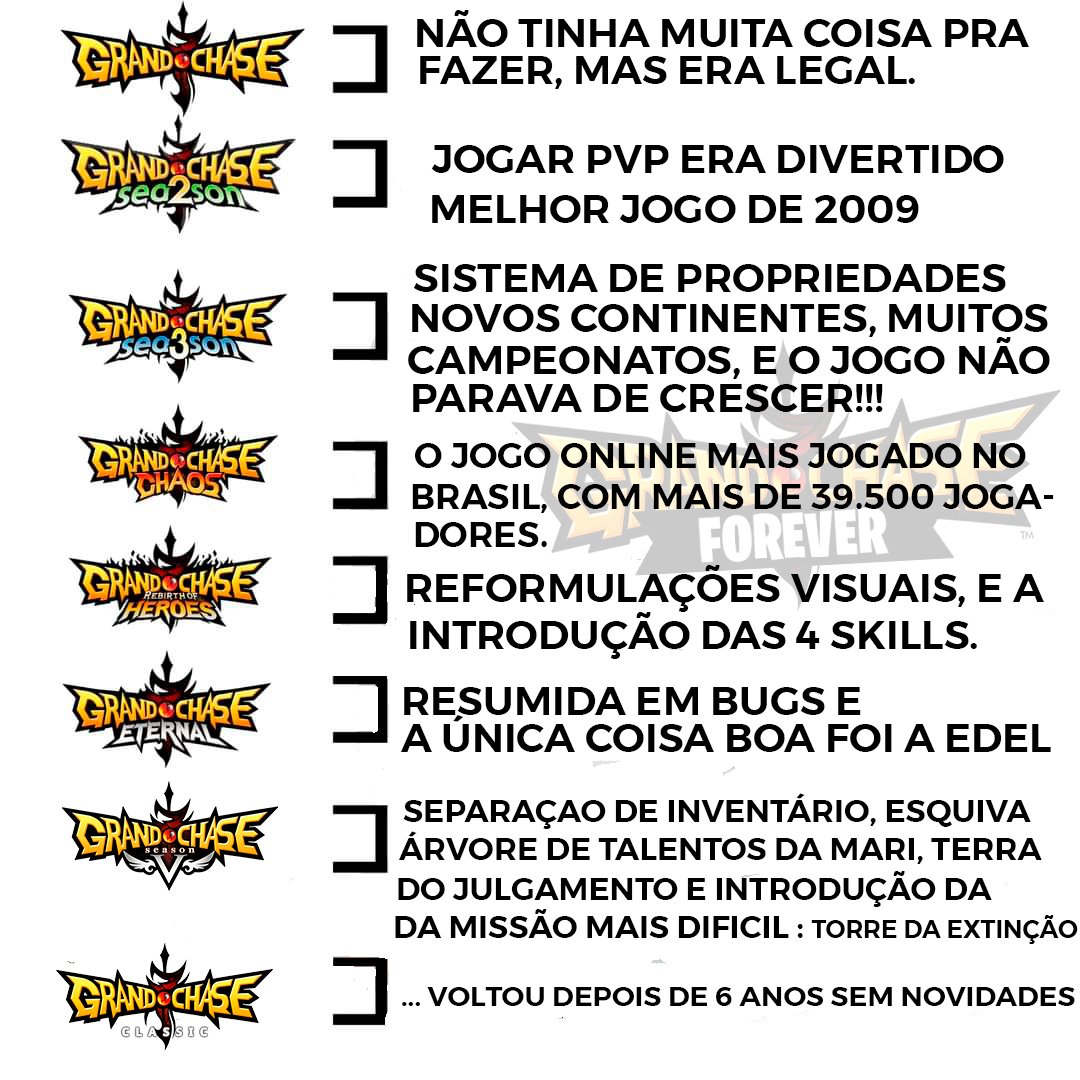 GRAND CHASE
NÃO TINHA MUITA COISA PRA
FAZER, MAS ERA LEGAL.
GRAND CHASE
sea2son
JOGAR PVP ERA DIVERTIDO
MELHOR JOGO DE 2009
GRAND CHASE
sea3son
SISTEMA DE PROPRIEDADES
NOVOS CONTINENTES, MUITOS
CAMPEONATOS, E O JOGO NÃO
PARAVA DE CRESCER!!!
GRAND CHASE
CHAOS
O JOGO ONLINE MAIS JOGADO NO
BRASIL, COM MAIS DE 39.500 JOGA-
DORES.
GRAND CHASE
FOREVER
TM
GRAND CHASE
REBIRTH OF
HEROES
REFORMULAÇÕES VISUAIS, E A
INTRODUÇÃO DAS 4 SKILLS.
GRAND CHASE
ETERNAL
RESUMIDA EM BUGS E
A ÚNICA COISA BOA FOI A EDEL
GRAND CHASE
season
V
SEPARAÇAO DE INVENTÁRIO, ESQUIVA
ÁRVORE DE TALENTOS DA MARI, TERRA
DO JULGAMENTO E INTRODUÇÃO DA
DA MISSÃO MAIS DIFICIL : TORRE DA EXTINÇÃO
GRAND CHASE
CLASSIC
... VOLTOU DEPOIS DE 6 ANOS SEM NOVIDADES